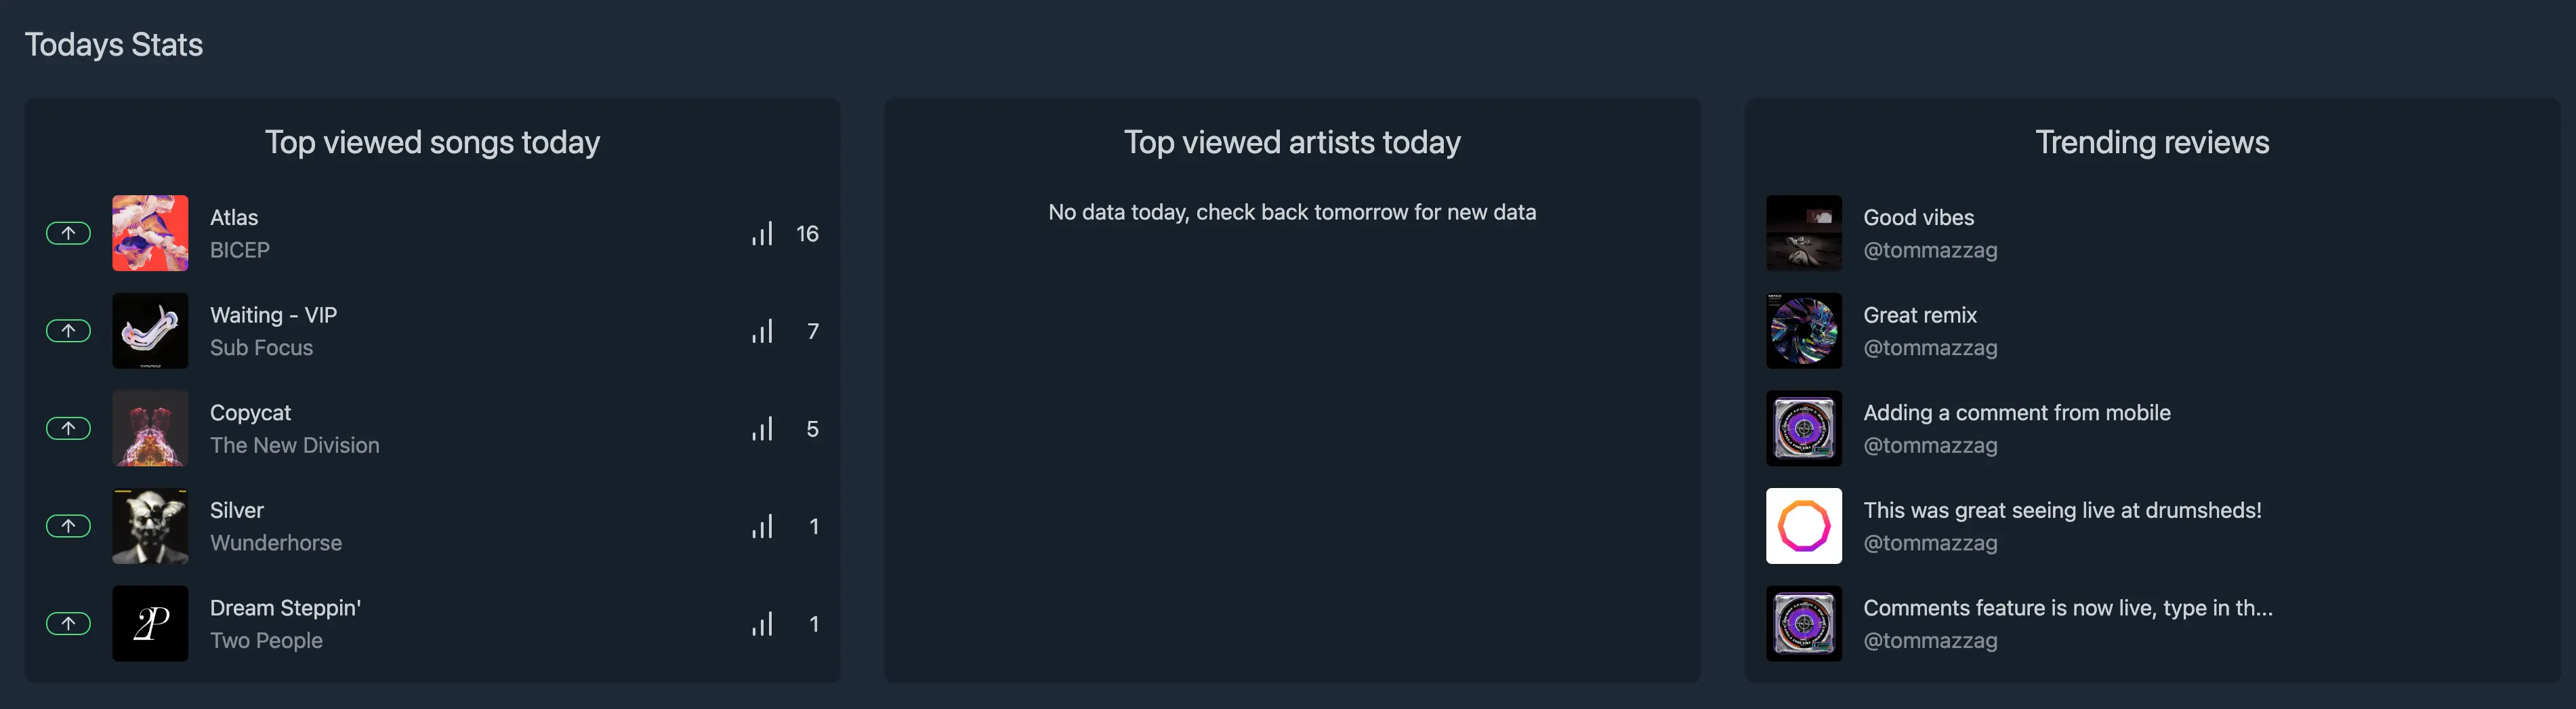 Todays Stats
Top viewed songs today
Atlas
BICEP
16
Waiting - VIP
Sub Focus
7
Copycat
The New Division
5
Silver
Wunderhorse
1
2P
Dream Steppin'
Two People
1
Top viewed artists today
No data today, check back tomorrow for new data
Trending reviews
Good vibes
@tommazzag
Great remix
@tommazzag
Adding a comment from mobile
@tommazzag
This was great seeing live at drumsheds!
@tommazzag
Comments feature is now live, type in th...
@tommazzag